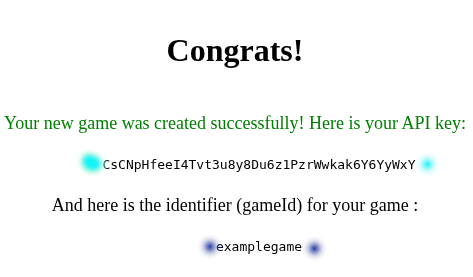 Congrats!
Your new game was created successfully! Here is your API key:
CsCNpHfeeI4Tvt3u8y8Du6z1PzrWwkak6Y6YyWxY
And here is the identifier (gameId) for your game :
examplegame